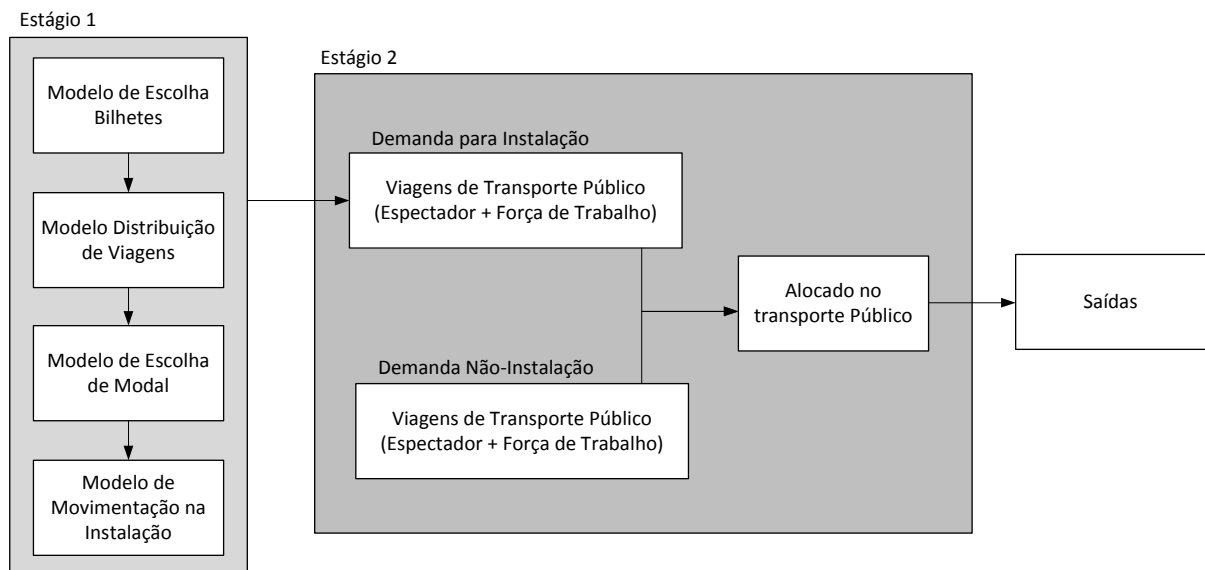 Estágio 1
Modelo de Escolha
Bilhetes
Modelo Distribuição
de Viagens
Modelo de Escolha
de Modal
Modelo de
Movimentação na
Instalação
Estágio 2
Demanda para Instalação
Viagens de Transporte Público
(Espectador + Força de Trabalho)
Demanda Não-Instalação
Viagens de Transporte Público
(Espectador + Força de Trabalho)
Alocado no
transporte Público
Saídas